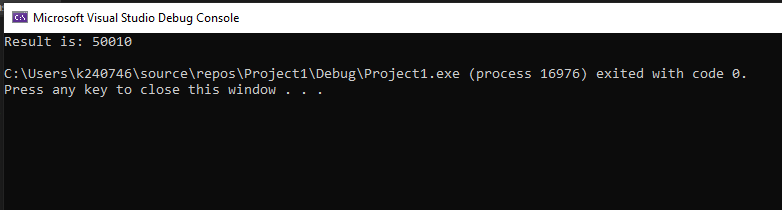 Microsoft Visual Studio Debug Console
Result is: 50010
C:\Users\k240746\source\repos\Project1\Debug\Project1.exe (process 16976) exited with code 0.
Press any key to close this window . . .